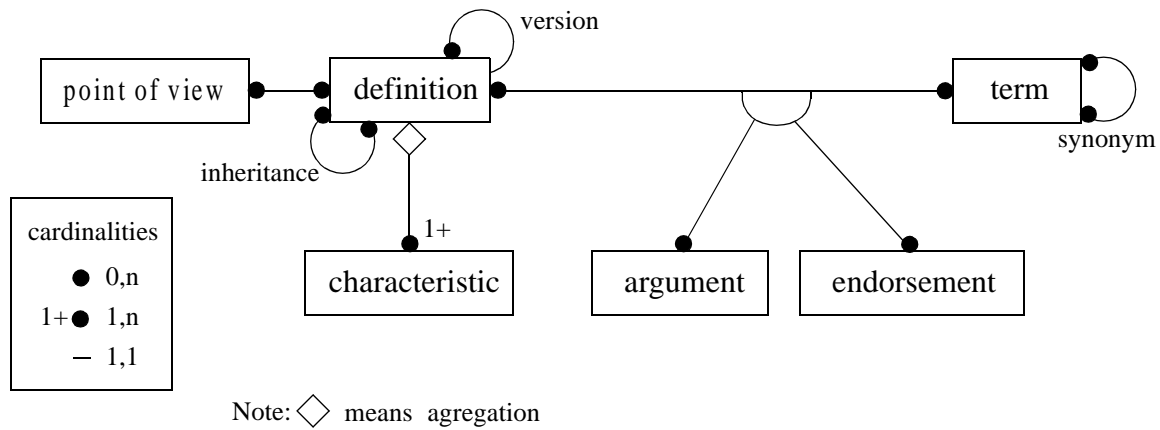 version
point of view
definition
term
synonym
inheritance
cardinalities
0,n
1+ 1,n
1,1
1+
characteristic
argument
endorsement
Note: means agregation